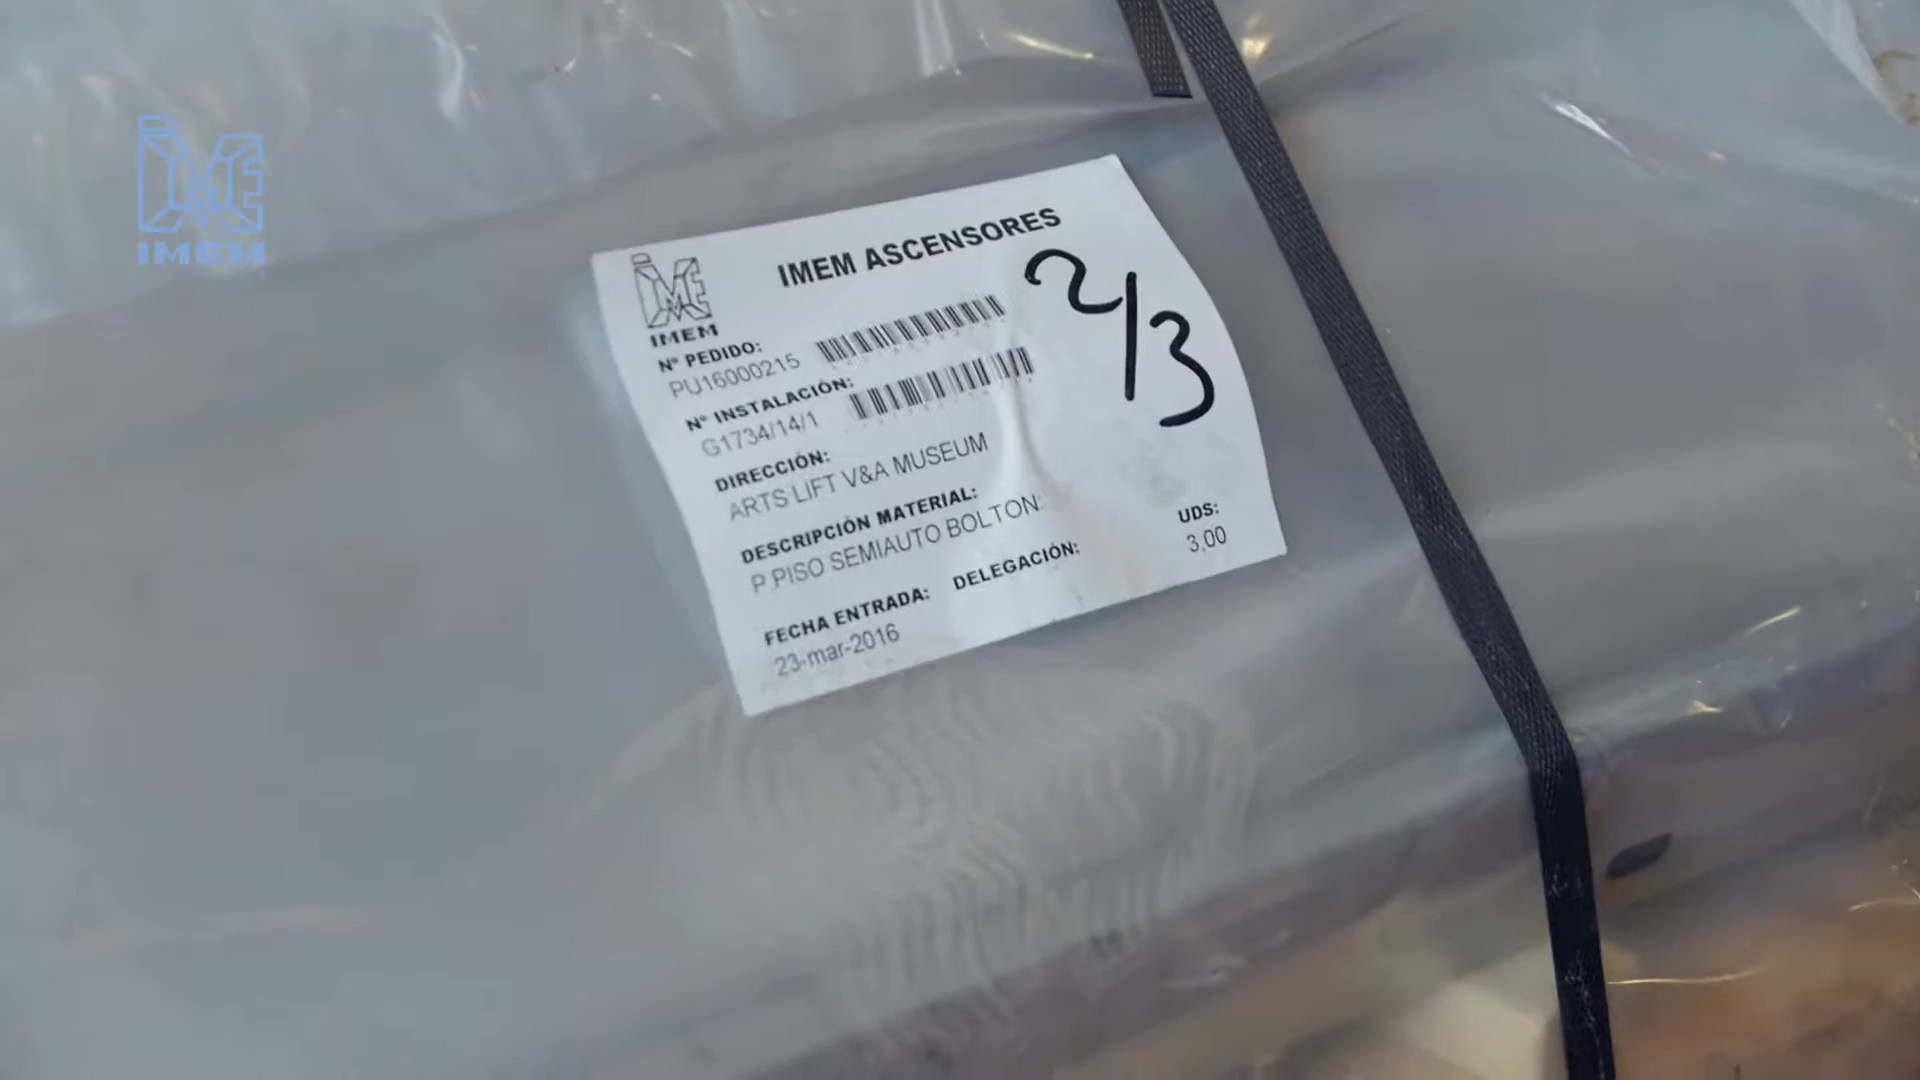 IMEM
IMEM ASCENSORES
2/3
IMEM
Nº PEDIDO:
PU16000215
Nº INSTALACIÓN:
G1734/14/1
DIRECCIÓN:
ARTS LIFT V&A MUSEUM
DESCRIPCIÓN MATERIAL:
P.PISO SEMIAUTO BOLTON:
UDS:
3,00
FECHA ENTRADA:
DELEGACIÓN:
23-mar-2016